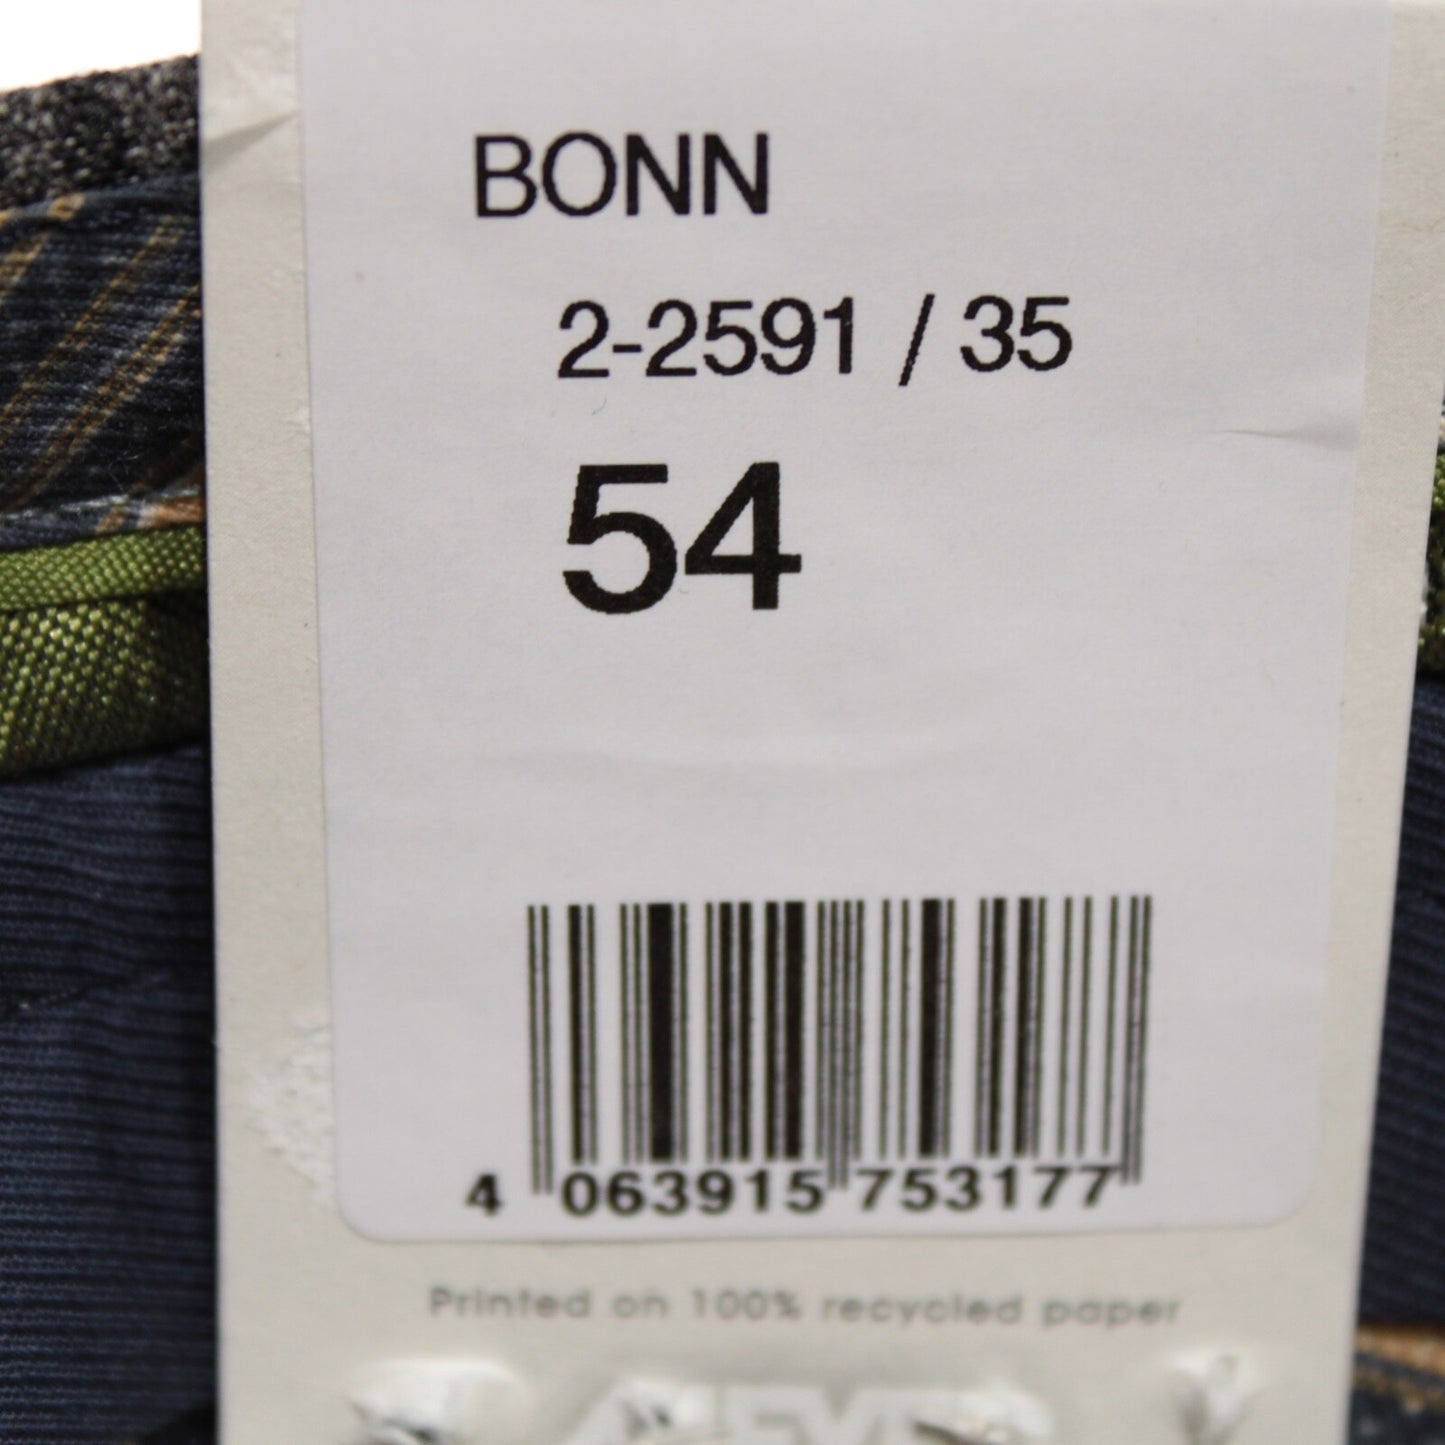 BONN
2-2591 / 35
54
4 063915 753177
Printed on 100% recycled paper